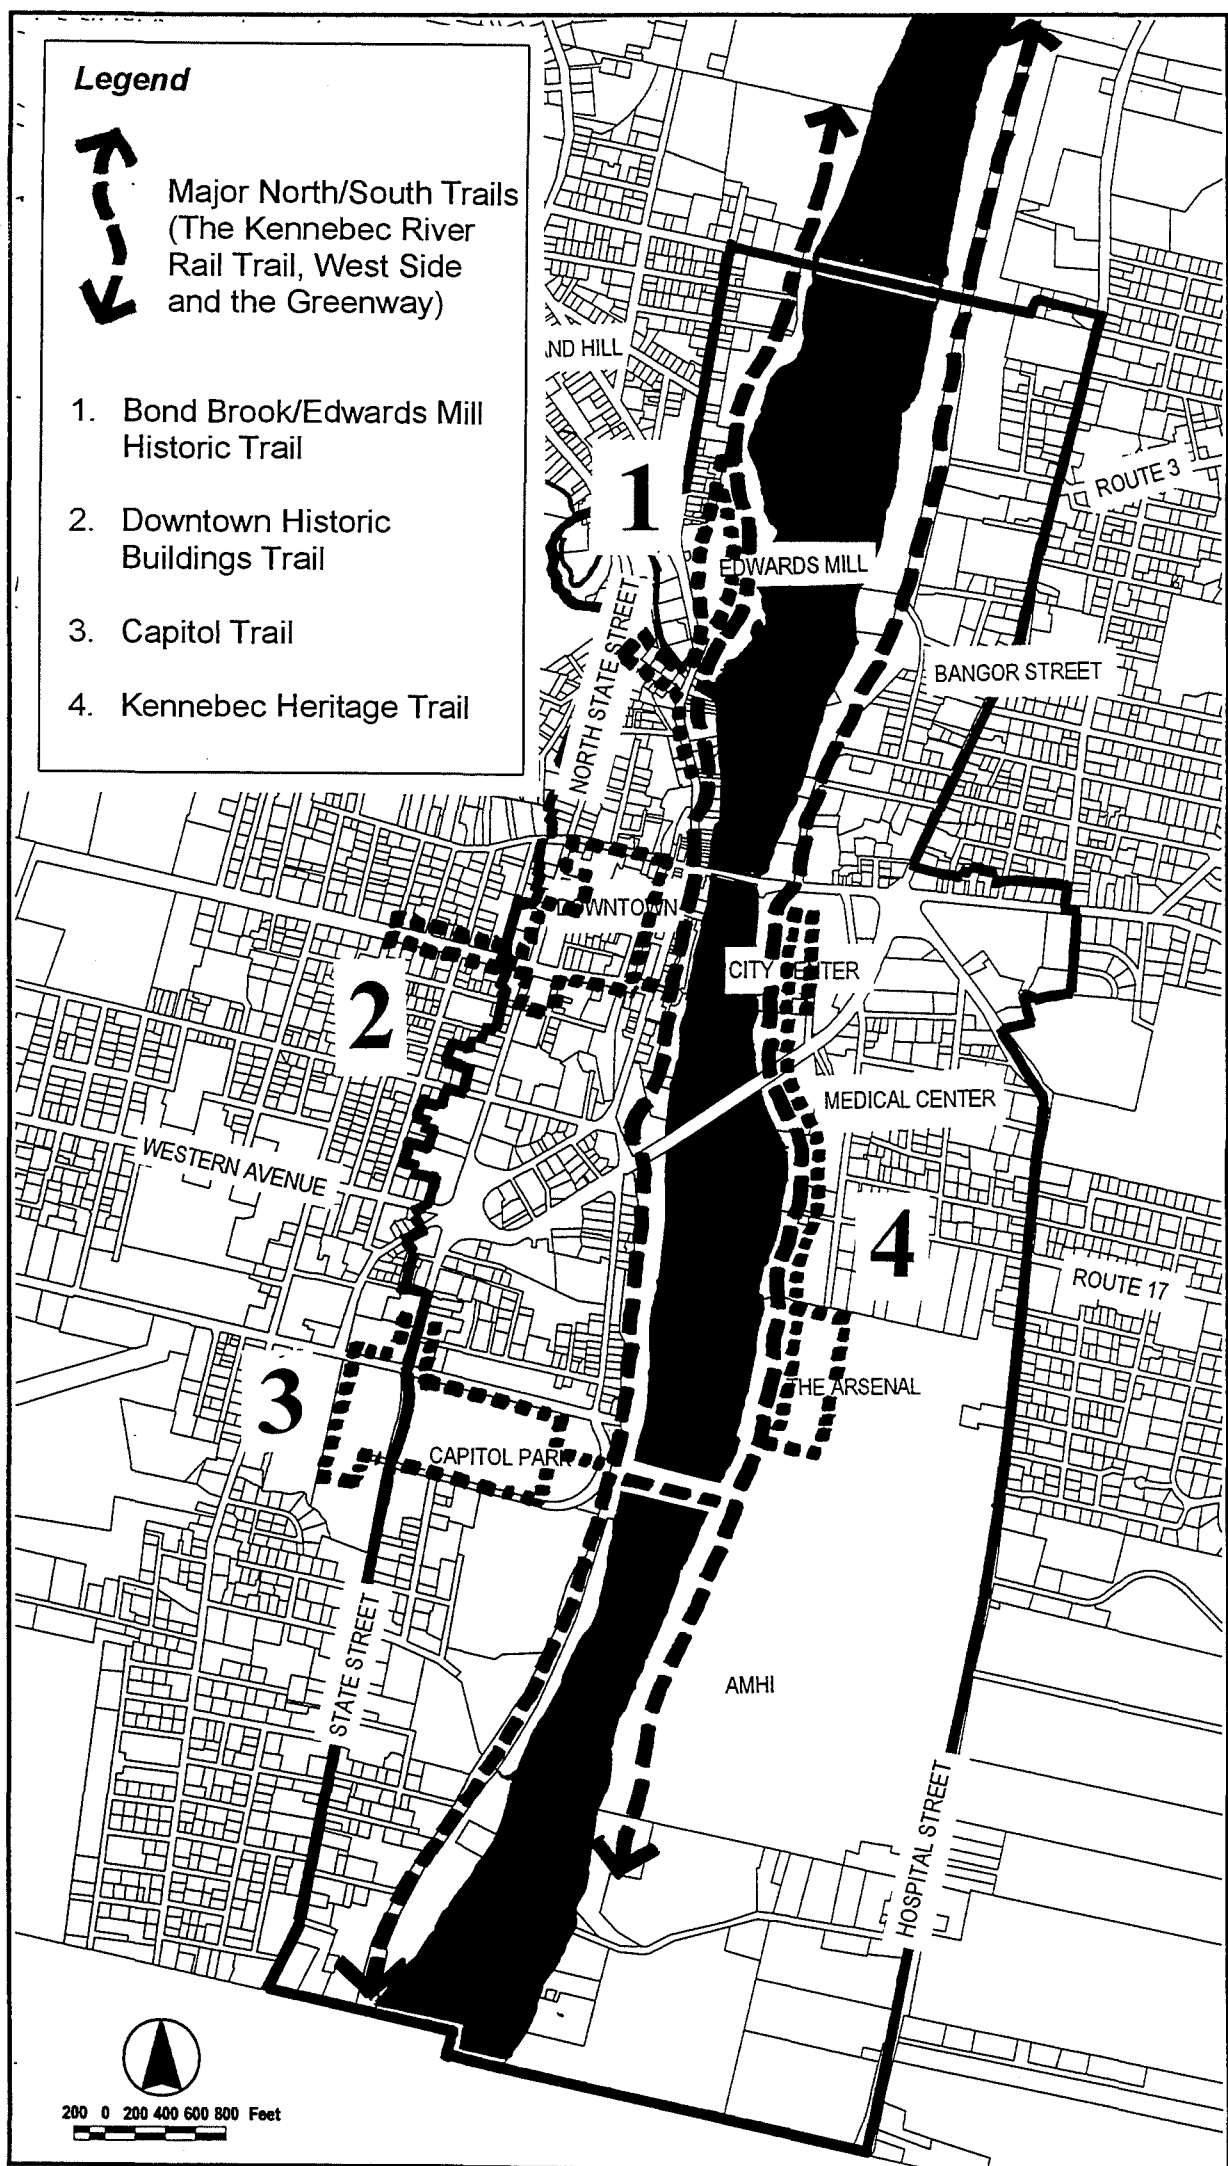 Legend
Major North/South Trails
(The Kennebec River
Rail Trail, West Side
and the Greenway)
1. Bond Brook/Edwards Mill
Historic Trail
2. Downtown Historic
Buildings Trail
3. Capitol Trail
4. Kennebec Heritage Trail
ND HILL
1
ROUTE 3
EDWARDS MILL
NORTH STATE STREET
BANGOR STREET
DOWNTOWN
CITY CENTER
2
MEDICAL CENTER
WESTERN AVENUE
4
ROUTE 17
3
THE ARSENAL
CAPITOL PARK
STATE STREET
AMHI
HOSPITAL STREET
200 0 200 400 600 800 Feet